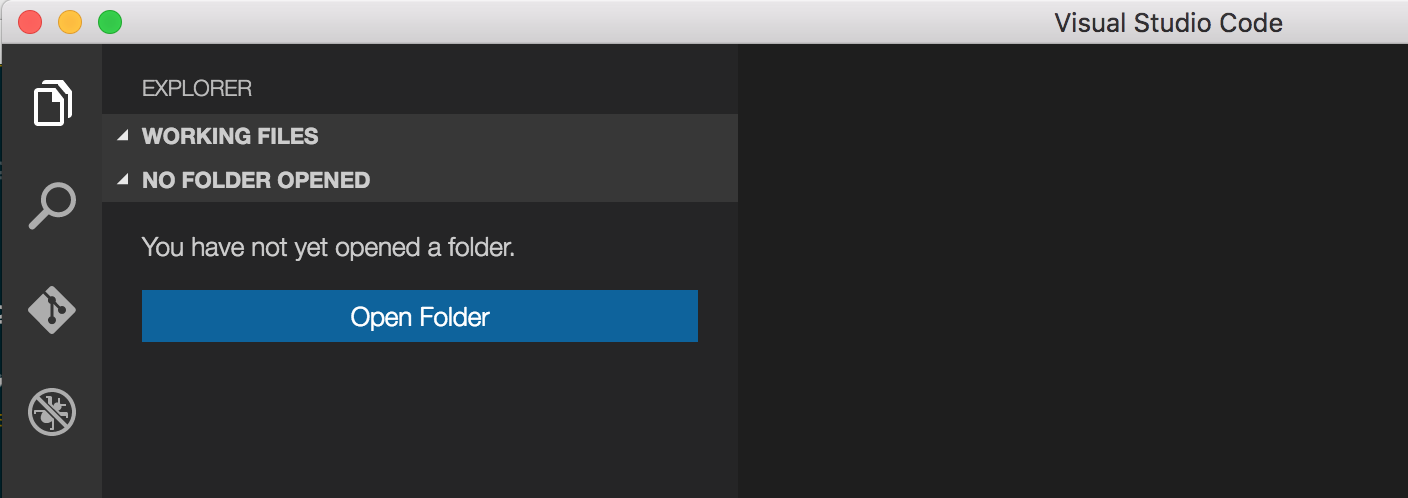 Visual Studio Code
EXPLORER
WORKING FILES
NO FOLDER OPENED
You have not yet opened a folder.
Open Folder